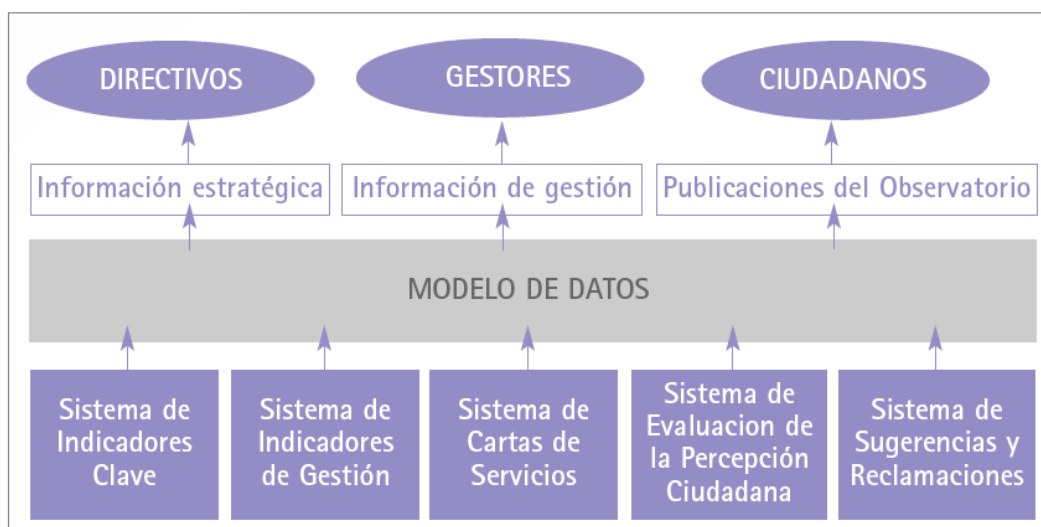 DIRECTIVOS
GESTORES
CIUDADANOS
Información estratégica
Información de gestión
Publicaciones del Observatorio
MODELO DE DATOS
Sistema de
Indicadores
Clave
Sistema de
Indicadores
de Gestión
Sistema de
Cartas de
Servicios
Sistema de
Evaluacion de
la Percepción
Ciudadana
Sistema de
Sugerencias y
Reclamaciones